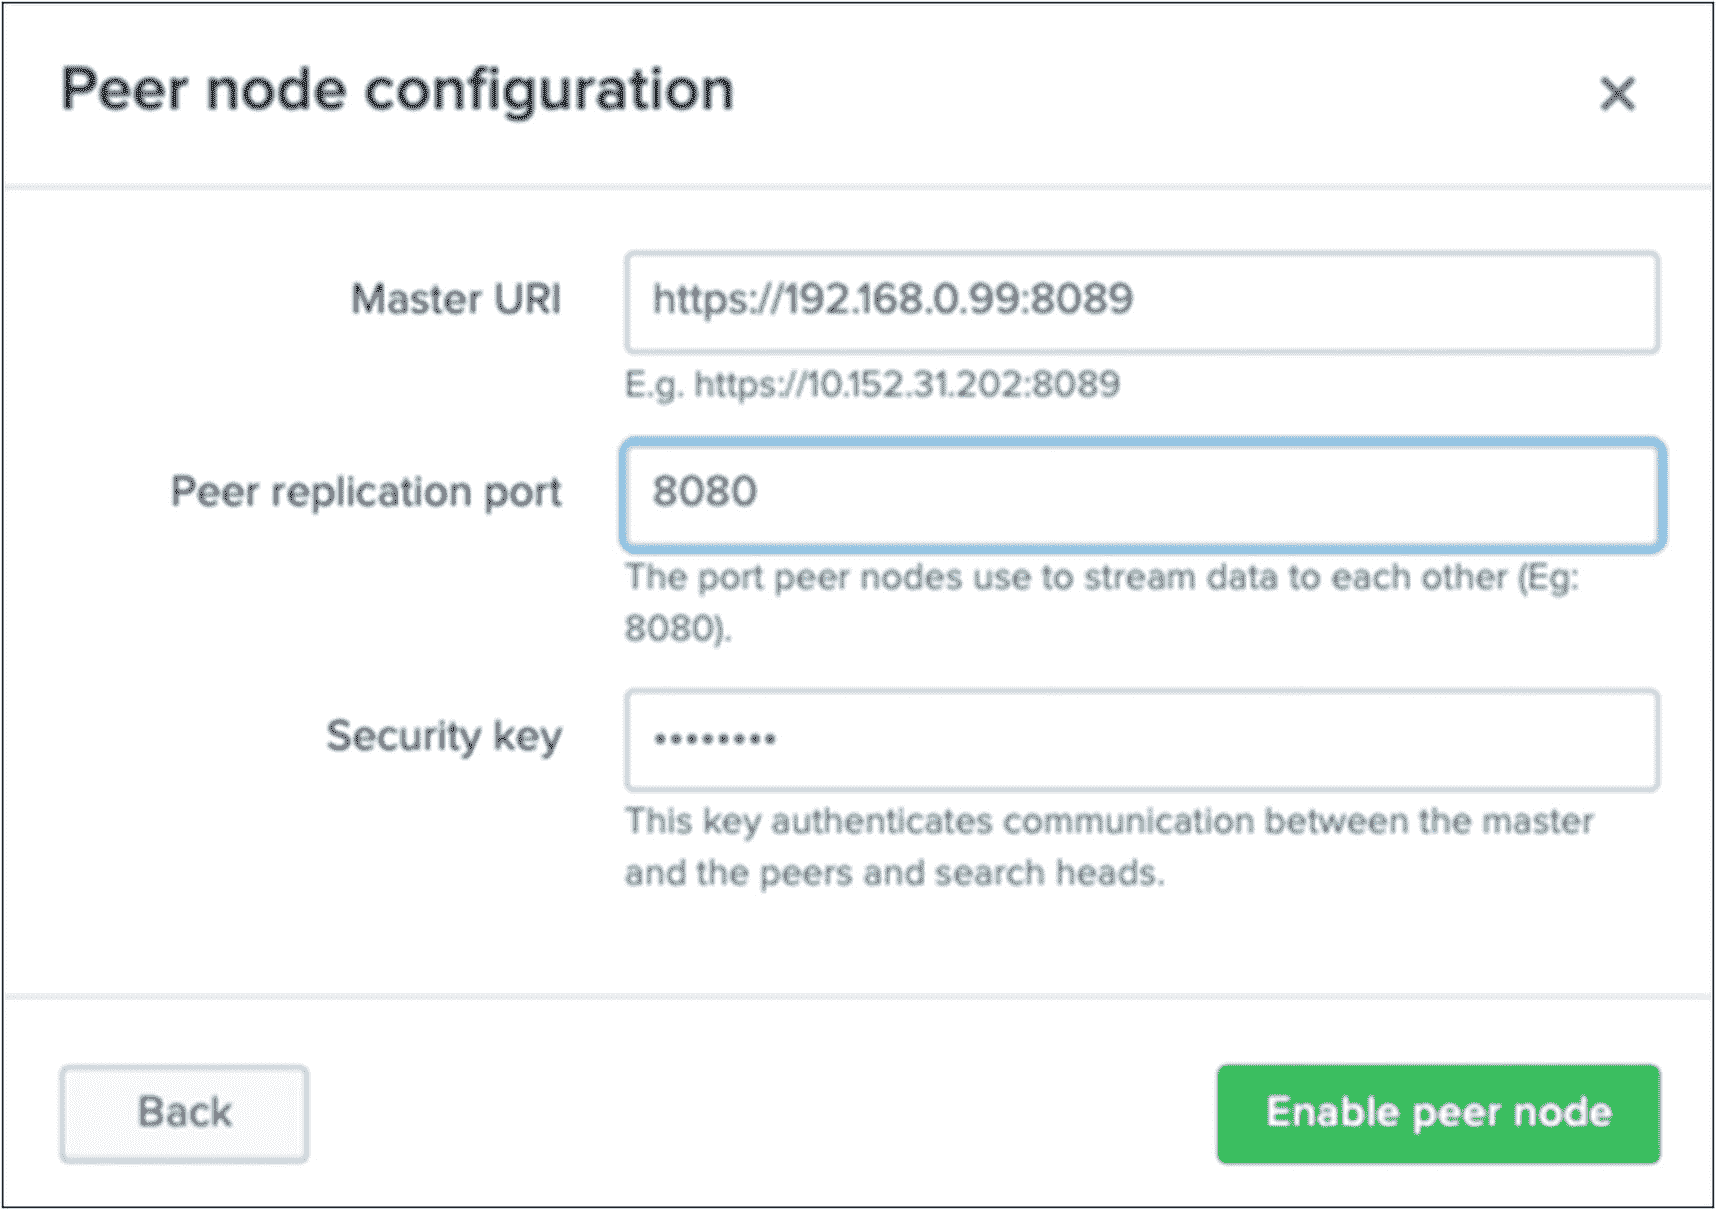 Peer node configuration
Master URI
https://192.168.0.99:8089
E.g. https://10.152.31.202:8089
Peer replication port
8080
The port peer nodes use to stream data to each other (Eg:
8080).
Security key
••••••••
This key authenticates communication between the master
and the peers and search heads.
Back
Enable peer node